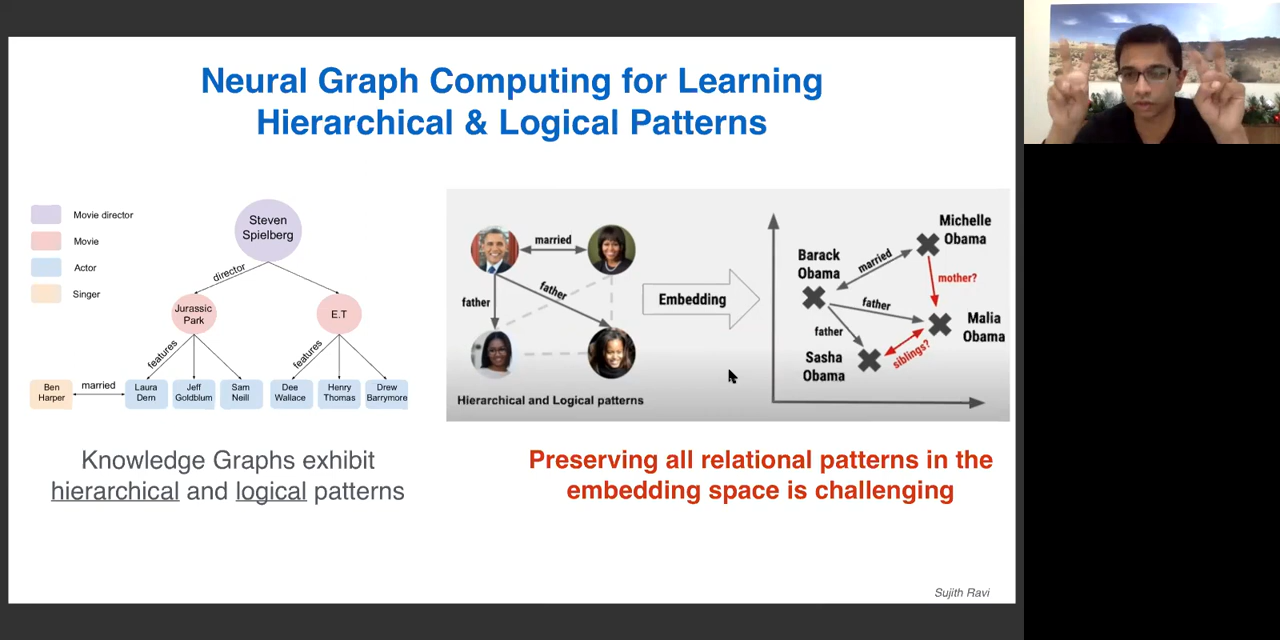 Neural Graph Computing for Learning
Hierarchical & Logical Patterns
Movie director
Movie
Actor
Singer
Steven
Spielberg
director
Jurassic
Park
E.T
features
features
Ben
Harper
married
Laura
Dern
Jeff
Goldblum
Sam
Neill
Dee
Wallace
Henry
Thomas
Drew
Barrymore
Knowledge Graphs exhibit
hierarchical and logical patterns
married
father
father
Hierarchical and Logical patterns
Embedding
Michelle
Obama
Barack
Obama
married
mother?
father
father
Malia
Obama
Sasha
Obama
siblings?
Preserving all relational patterns in the
embedding space is challenging
Sujith Ravi